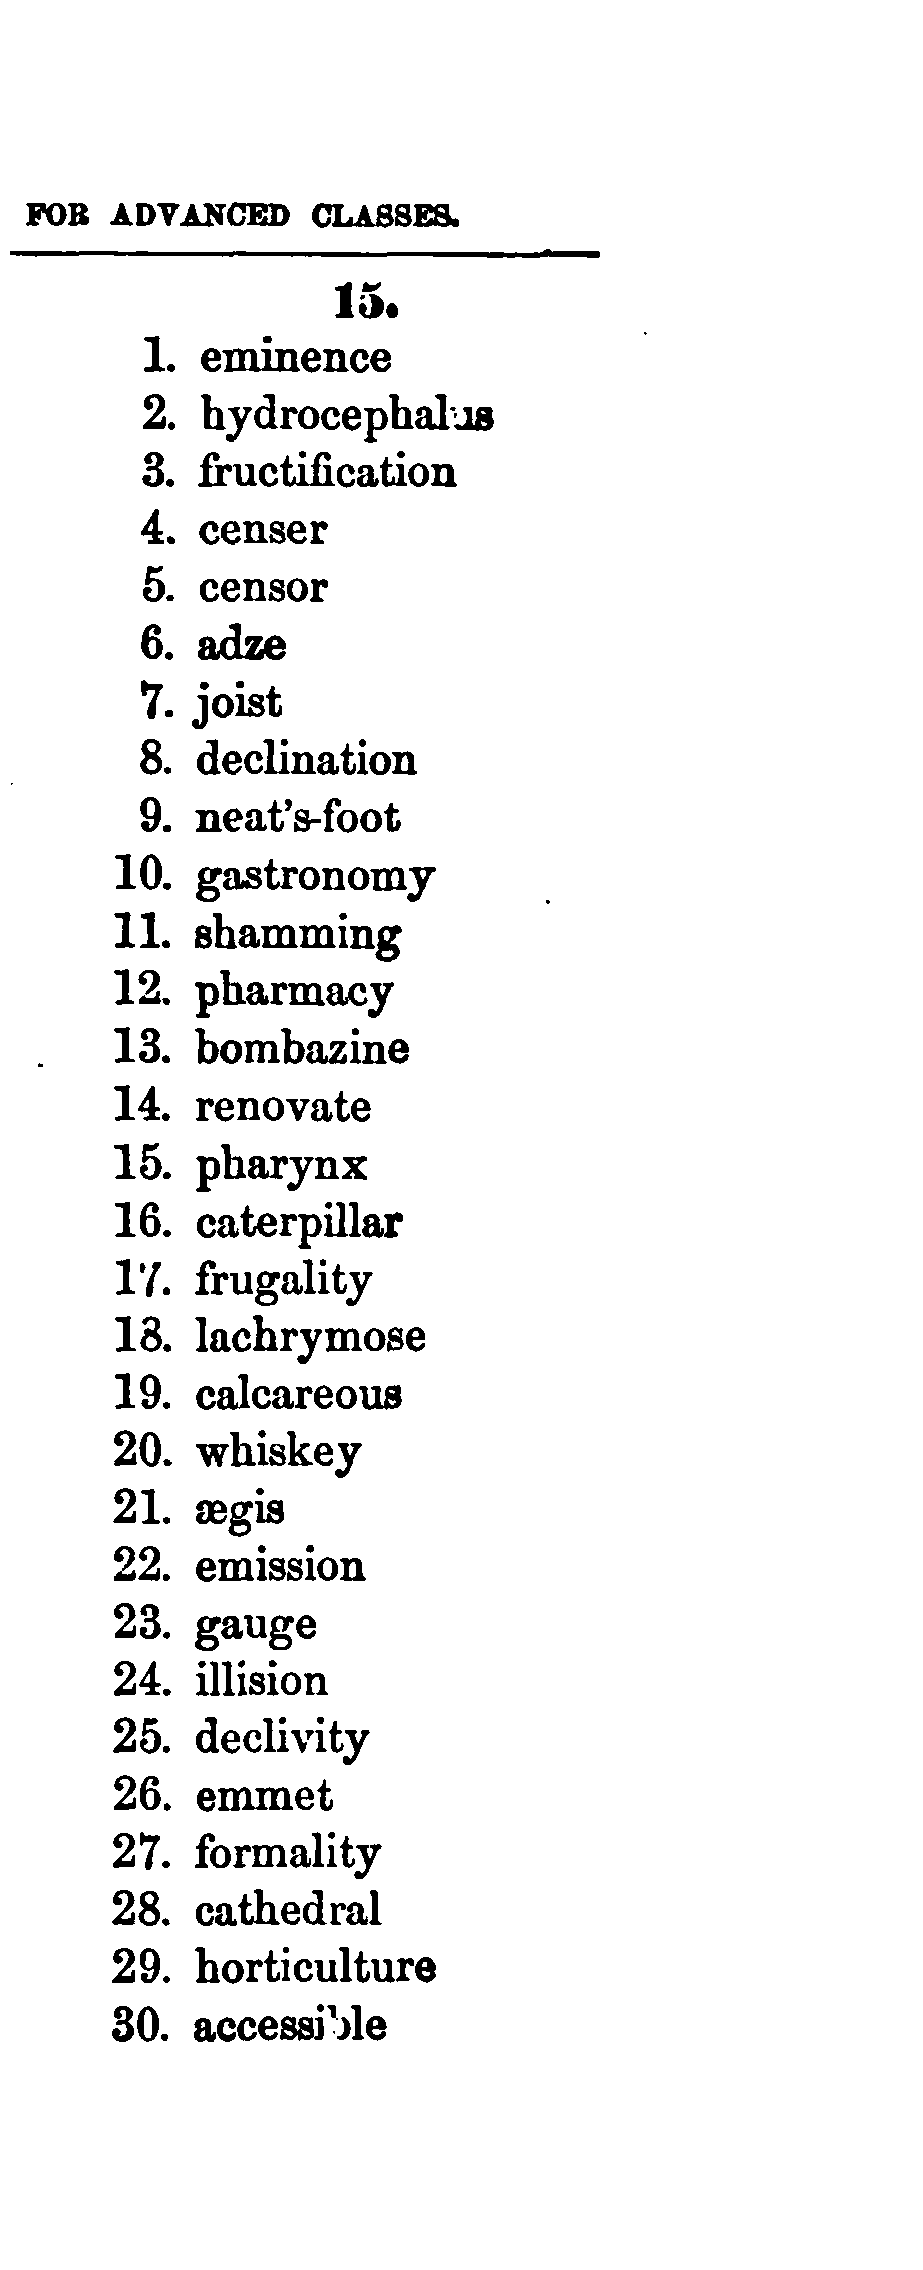 FOR ADVANCED CLASSES.
15.
1. eminence
2. hydrocephalus
3. fructification
4. censer
5. censor
6. adze
7. joist
8. declination
9. neat's-foot
10. gastronomy
11. shamming
12. pharmacy
13. bombazine
14. renovate
15. pharynx
16. caterpillar
17. frugality
18. lachrymose
19. calcareous
20. whiskey
21. ægis
22. emission
23. gauge
24. illision
25. declivity
26. emmet
27. formality
28. cathedral
29. horticulture
30. accessible